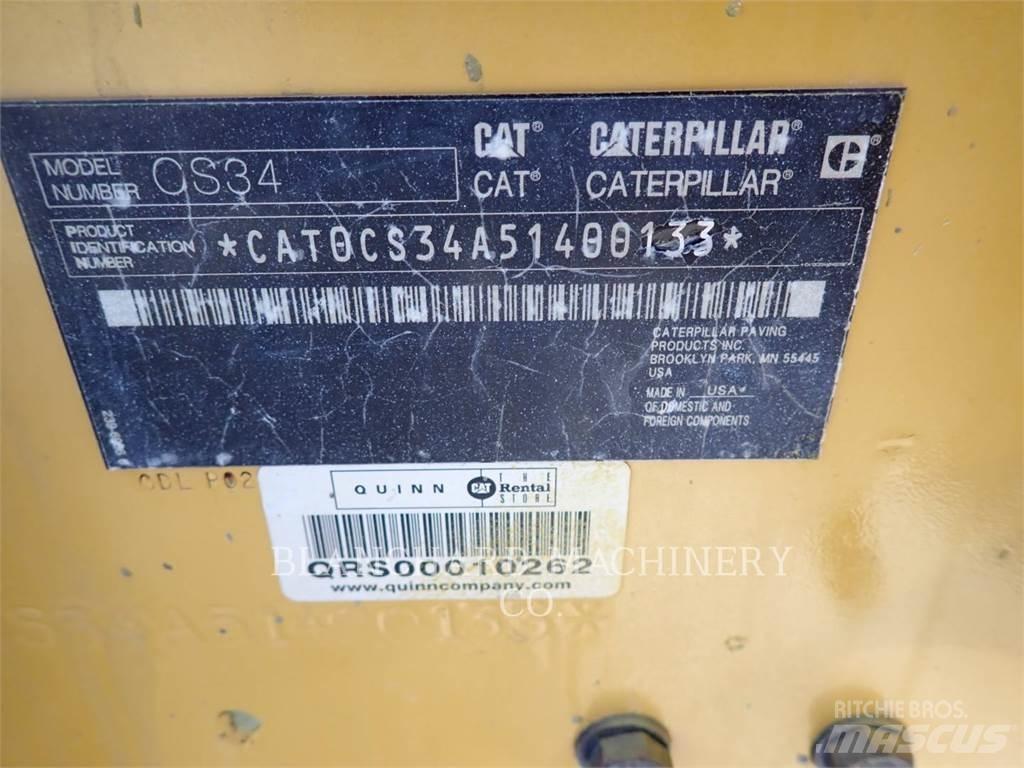 CAT® CATERPILLAR®
MODEL NUMBER CS34
CAT® CATERPILLAR®
PRODUCT IDENTIFICATION NUMBER *CAT0CS34A51400133*
CATERPILLAR PAVING
PRODUCTS INC.
BROOKLYN PARK, MN 55445
USA
MADE IN USA
OF DOMESTIC AND
FOREIGN COMPONENTS
CDL P02
QUINN CAT THE Rental STORE
QRS00010262
www.quinncompany.com
BLANCHARD MACHINERY
CO.
RITCHIE BROS.
MASCUS